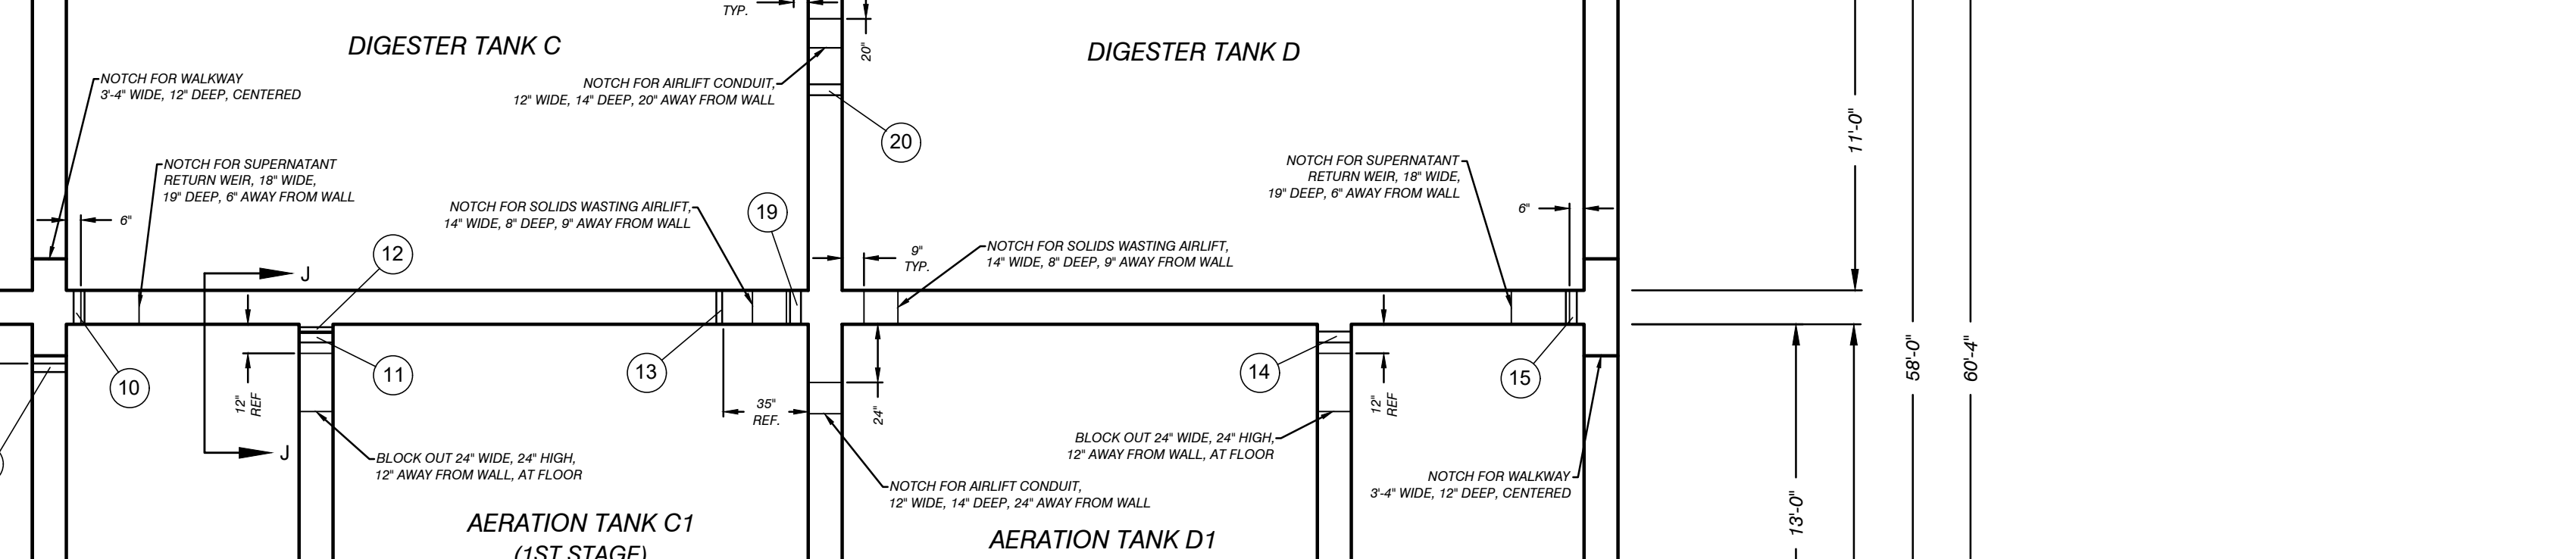 TYP.
DIGESTER TANK C
DIGESTER TANK D
20"
NOTCH FOR WALKWAY
3'-4" WIDE, 12" DEEP, CENTERED
NOTCH FOR AIRLIFT CONDUIT,
12" WIDE, 14" DEEP, 20" AWAY FROM WALL
20
11'-0"
NOTCH FOR SUPERNATANT
RETURN WEIR, 18" WIDE,
19" DEEP, 6" AWAY FROM WALL
NOTCH FOR SUPERNATANT
RETURN WEIR, 18" WIDE,
19" DEEP, 6" AWAY FROM WALL
6"
NOTCH FOR SOLIDS WASTING AIRLIFT,
14" WIDE, 8" DEEP, 9" AWAY FROM WALL
19
6"
12
J
9"
TYP.
NOTCH FOR SOLIDS WASTING AIRLIFT,
14" WIDE, 8" DEEP, 9" AWAY FROM WALL
10
11
13
14
15
58'-0"
60'-4"
12"
REF
35"
REF.
24"
12"
REF
J
BLOCK OUT 24" WIDE, 24" HIGH,
12" AWAY FROM WALL, AT FLOOR
BLOCK OUT 24" WIDE, 24" HIGH,
12" AWAY FROM WALL, AT FLOOR
NOTCH FOR AIRLIFT CONDUIT,
12" WIDE, 14" DEEP, 24" AWAY FROM WALL
NOTCH FOR WALKWAY
3'-4" WIDE, 12" DEEP, CENTERED
13'-0"
AERATION TANK C1
(1ST STAGE)
AERATION TANK D1